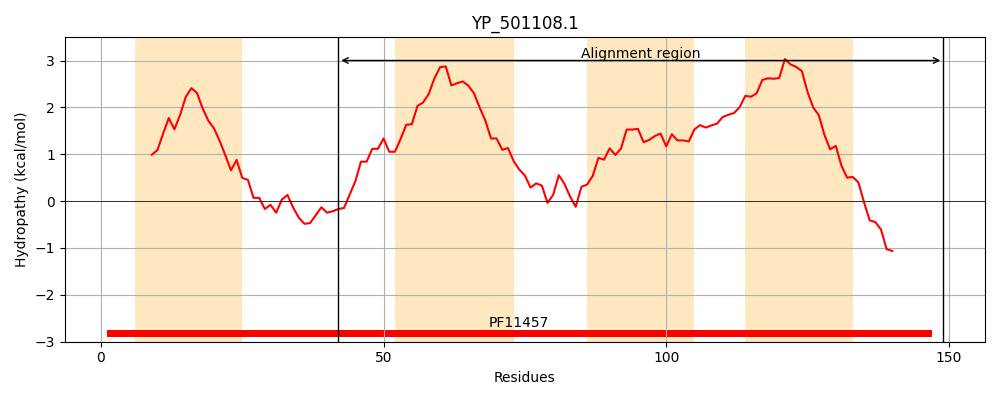 YP_501108.1
Hydropathy (kcal/mol)
3
2
1
0
−1
−2
−3
Alignment region
PF11457
0
50
100
150
Residues